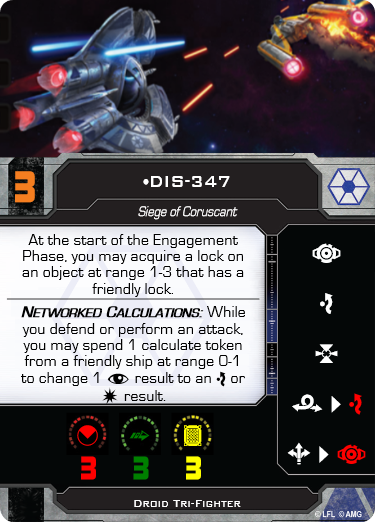 3
•DIS-347
Siege of Coruscant
At the start of the Engagement
Phase, you may acquire a lock on
an object at range 1-3 that has a
friendly lock.
NETWORKED CALCULATIONS: While
you defend or perform an attack,
you may spend 1 calculate token
from a friendly ship at range 0-1
to change 1 result to an or
result.
3 3 3
DROID TRI-FIGHTER
© LFL © AMG